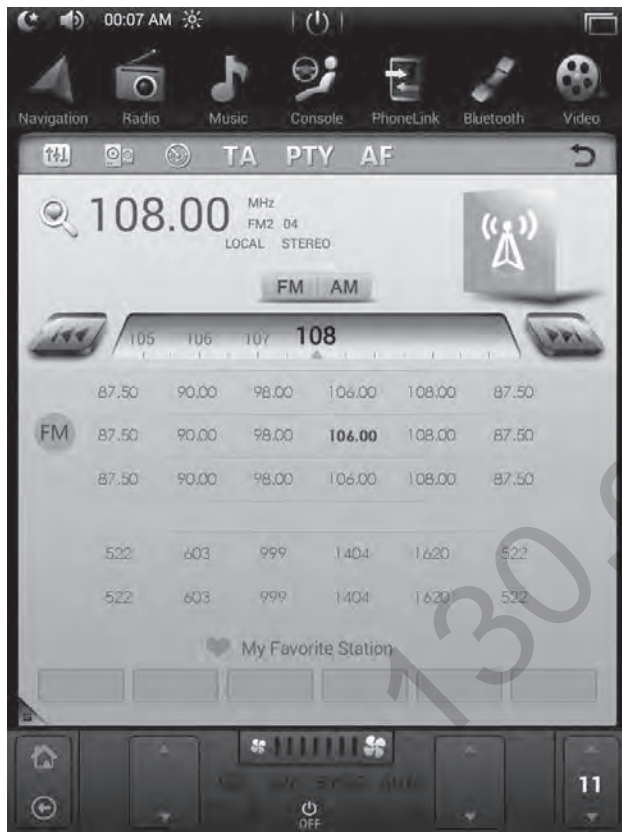 00:07 AM
Navigation Radio Music Console PhoneLink Bluetooth Video
TA PTY AF
108.00 MHz
FM2 04
LOCAL STEREO
FM AM
105 106 107 108
87.50 90.00 98.00 106.00 108.00 87.50
FM 87.50 90.00 98.00 106.00 108.00 87.50
87.50 90.00 98.00 106.00 108.00 87.50
522 603 999 1404 1620 522
522 603 999 1404 1620 522
My Favorite Station
11
OFF
130.